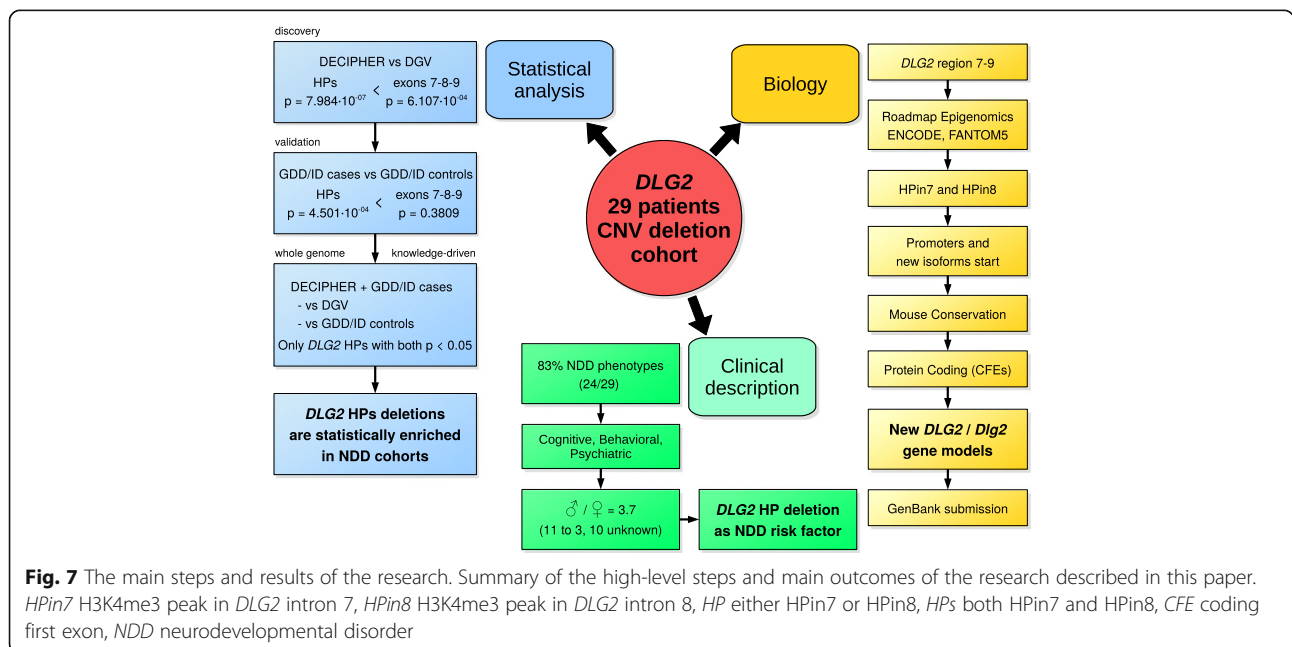 discovery
DECIPHER vs DGV
HPs < exons 7-8-9
p = 7.984·10⁻⁰⁷ p = 6.107·10⁻⁰⁴
validation
GDD/ID cases vs GDD/ID controls
HPs < exons 7-8-9
p = 4.501·10⁻⁰⁴ p = 0.3809
whole genome knowledge-driven
DECIPHER + GDD/ID cases
- vs DGV
- vs GDD/ID controls
Only DLG2 HPs with both p < 0.05
DLG2 HPs deletions
are statistically enriched
in NDD cohorts
Statistical
analysis
Biology
DLG2
29 patients
CNV deletion
cohort
Clinical
description
83% NDD phenotypes
(24/29)
Cognitive, Behavioral,
Psychiatric
♂ / ♀ = 3.7
(11 to 3, 10 unknown)
DLG2 HP deletion
as NDD risk factor
DLG2 region 7-9
Roadmap Epigenomics
ENCODE, FANTOM5
HPin7 and HPin8
Promoters and
new isoforms start
Mouse Conservation
Protein Coding (CFEs)
New DLG2 / Dlg2
gene models
GenBank submission
Fig. 7 The main steps and results of the research. Summary of the high-level steps and main outcomes of the research described in this paper.
HPin7 H3K4me3 peak in DLG2 intron 7, HPin8 H3K4me3 peak in DLG2 intron 8, HP either HPin7 or HPin8, HPs both HPin7 and HPin8, CFE coding
first exon, NDD neurodevelopmental disorder